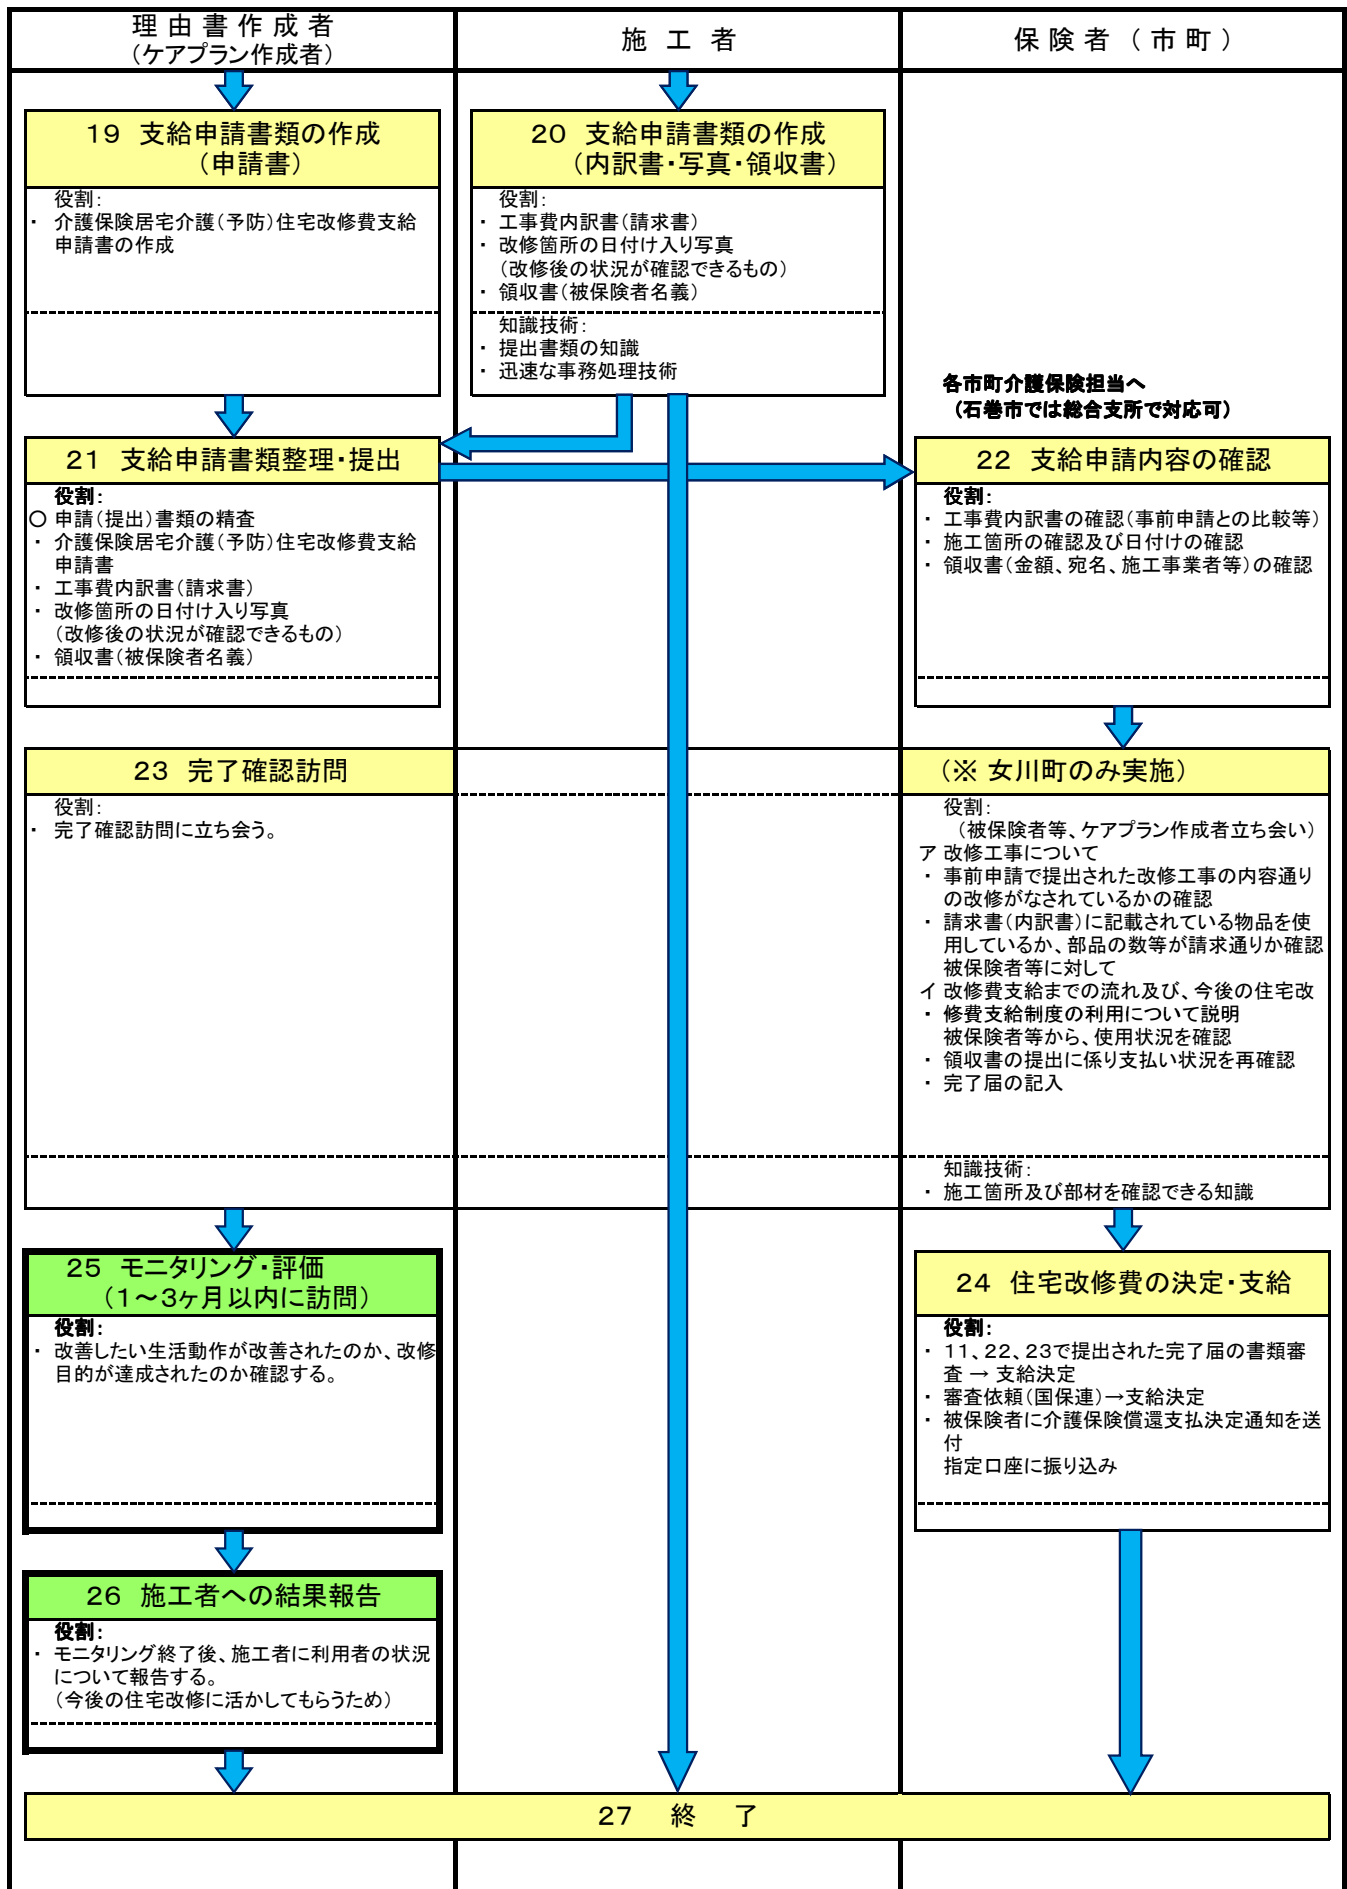 理由書作成者
（ケアプラン作成者）
施工者
保険者（市町）
19 支給申請書類の作成
（申請書）
役割：
・ 介護保険居宅介護（予防）住宅改修費支給
申請書の作成
20 支給申請書類の作成
（内訳書・写真・領収書）
役割：
・ 工事費内訳書（請求書）
・ 改修箇所の日付け入り写真
（改修後の状況が確認できるもの）
・ 領収書（被保険者名義）
知識技術：
・ 提出書類の知識
・ 迅速な事務処理技術
各市町介護保険担当へ
（石巻市では総合支所で対応可）
21 支給申請書類整理・提出
役割：
○ 申請（提出）書類の精査
・ 介護保険居宅介護（予防）住宅改修費支給
申請書
・ 工事費内訳書（請求書）
・ 改修箇所の日付け入り写真
（改修後の状況が確認できるもの）
・ 領収書（被保険者名義）
22 支給申請内容の確認
役割：
・ 工事費内訳書の確認（事前申請との比較等）
・ 施工箇所の確認及び日付けの確認
・ 領収書（金額、宛名、施工事業者等）の確認
23 完了確認訪問
役割：
・ 完了確認訪問に立ち会う。
（※ 女川町のみ実施）
役割：
（被保険者等、ケアプラン作成者立ち会い）
ア 改修工事について
・ 事前申請で提出された改修工事の内容通り
の改修がなされているかの確認
・ 請求書（内訳書）に記載されている物品を使
用しているか、部品の数等が請求通りか確認
被保険者等に対して
イ 改修費支給までの流れ及び、今後の住宅改
・ 修費支給制度の利用について説明
被保険者等から、使用状況を確認
・ 領収書の提出に係り支払い状況を再確認
・ 完了届の記入
知識技術：
・ 施工箇所及び部材を確認できる知識
25 モニタリング・評価
（1～3ヶ月以内に訪問）
役割：
・ 改善したい生活動作が改善されたのか、改修
目的が達成されたのか確認する。
24 住宅改修費の決定・支給
役割：
・ 11、22、23で提出された完了届の書類審
査 → 支給決定
・ 審査依頼（国保連）→支給決定
・ 被保険者に介護保険償還支払決定通知を送
付
指定口座に振り込み
26 施工者への結果報告
役割：
・ モニタリング終了後、施工者に利用者の状況
について報告する。
（今後の住宅改修に活かしてもらうため）
27 終 了